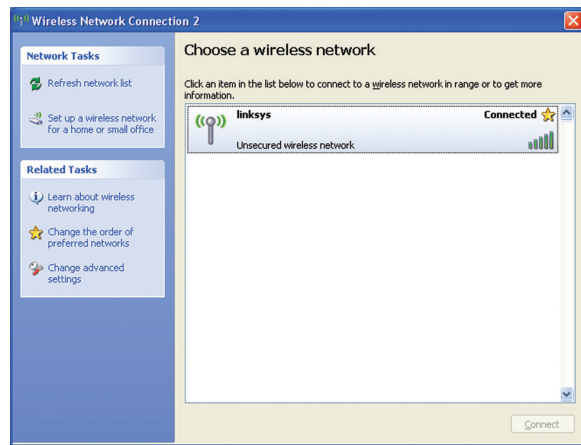 Wireless Network Connection 2
Network Tasks
Refresh network list
Set up a wireless network
for a home or small office
Related Tasks
Learn about wireless
networking
Change the order of
preferred networks
Change advanced
settings
Choose a wireless network
Click an item in the list below to connect to a wireless network in range or to get more
information.
linksys
Connected
Unsecured wireless network
Connect